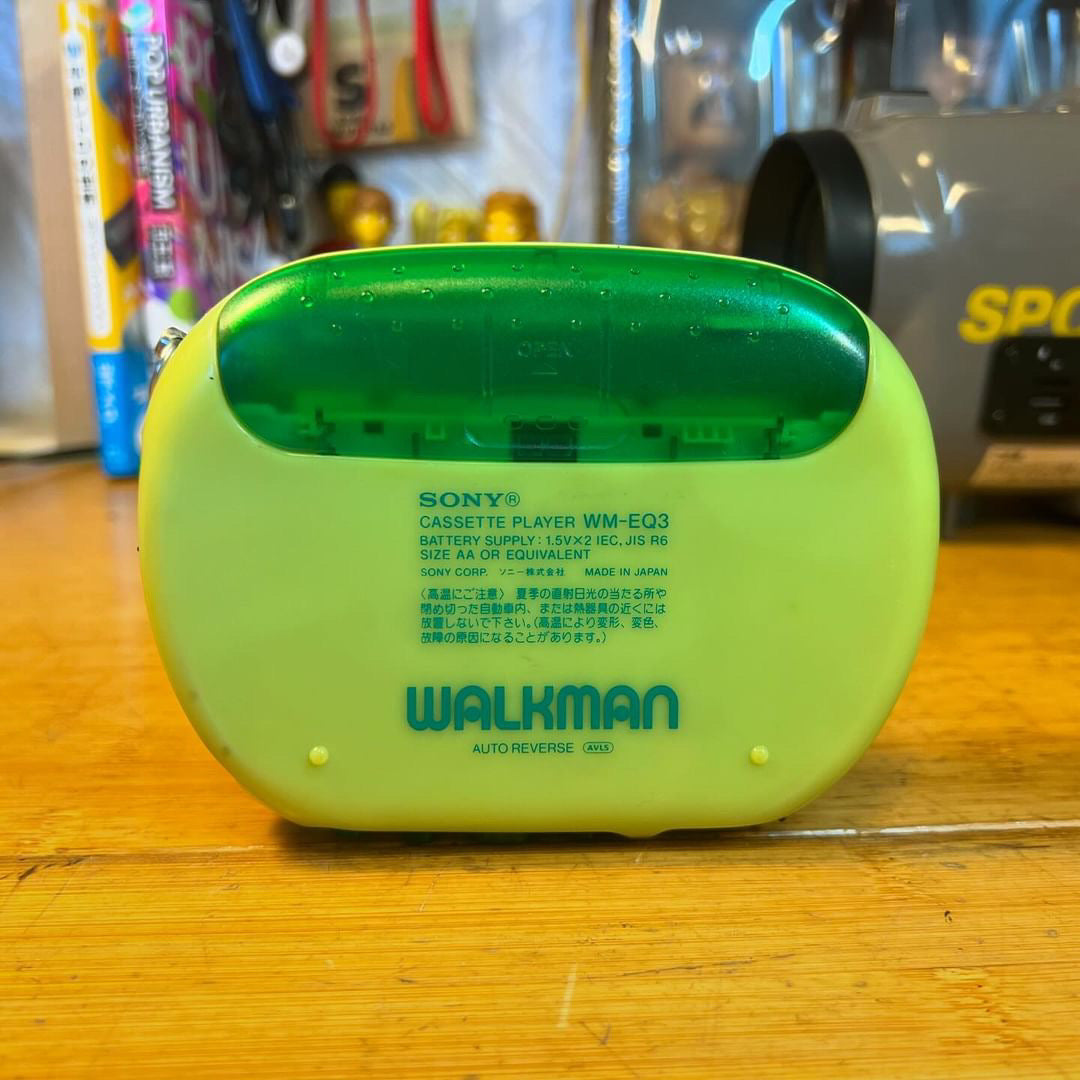 POP URBANISM
S
SPO
OPEN
SONY®
CASSETTE PLAYER WM-EQ3
BATTERY SUPPLY : 1.5V×2 IEC, JIS R6
SIZE AA OR EQUIVALENT
SONY CORP. ソニー株式会社 MADE IN JAPAN
〈高温にご注意〉 夏季の直射日光の当たる所や
閉め切った自動車内、または熱器具の近くには
放置しないで下さい。(高温により変形、変色、
故障の原因になることがあります。)
WALKMAN
AUTO REVERSE AVLS